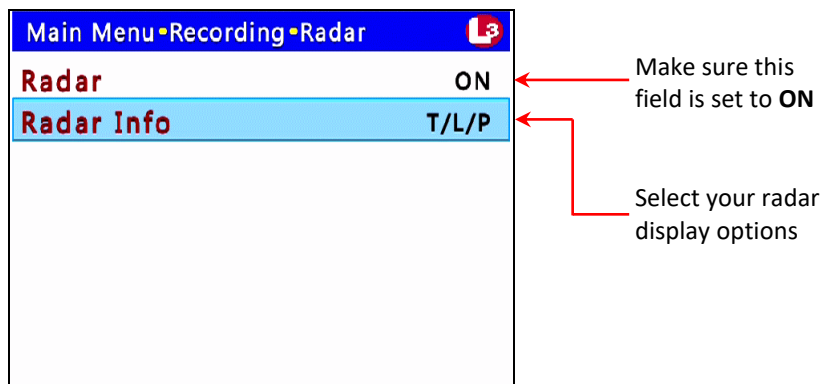 Main Menu•Recording•Radar L3
Radar ON
Radar Info T/L/P
Make sure this
field is set to ON
Select your radar
display options